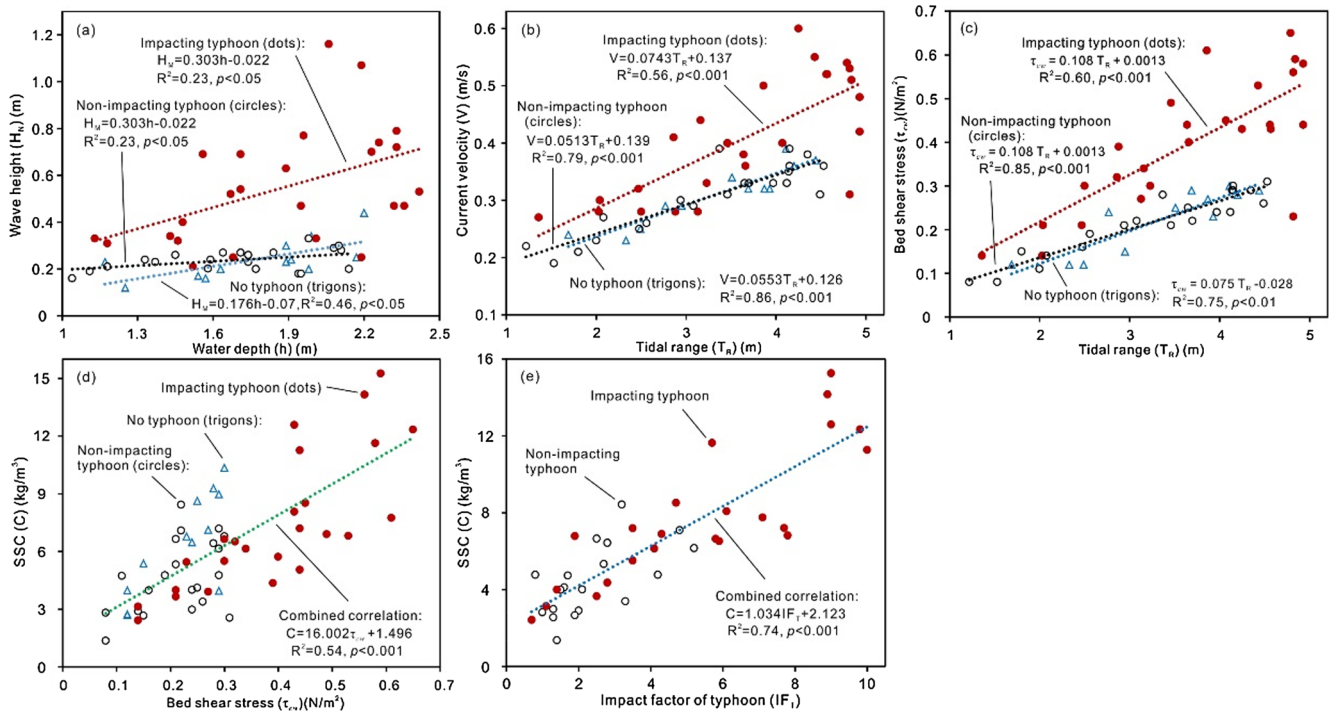 (a)
Impacting typhoon (dots):
H_M=0.303h-0.022
R²=0.23, p<0.05
Non-impacting typhoon (circles):
H_M=0.303h-0.022
R²=0.23, p<0.05
No typhoon (trigons):
H_M=0.176h-0.07, R²=0.46, p<0.05
Wave height (H_M) (m)
1.2
1.0
0.8
0.6
0.4
0.2
0
1
1.3
1.6
1.9
2.2
2.5
Water depth (h) (m)
(b)
Impacting typhoon (dots):
V=0.0743T_R+0.137
R²=0.56, p<0.001
Non-impacting typhoon
(circles):
V=0.0513T_R+0.139
R²=0.79, p<0.001
No typhoon (trigons):
V=0.0553T_R+0.126
R²=0.86, p<0.001
Current velocity (V) (m/s)
0.6
0.5
0.4
0.3
0.2
0.1
1
2
3
4
5
Tidal range (T_R) (m)
(c)
Impacting typhoon (dots):
τ_cw = 0.108 T_R + 0.0013
R²=0.60, p<0.001
Non-impacting typhoon
(circles):
τ_cw = 0.108 T_R + 0.0013
R²=0.85, p<0.001
No typhoon (trigons):
τ_cw = 0.075 T_R -0.028
R²=0.75, p<0.01
Bed shear stress (τ_cw)(N/m²
0.7
0.6
0.5
0.4
0.3
0.2
0.1
0
1
2
3
4
5
Tidal range (T_R) (m)
(d)
Impacting typhoon (dots)
No typhoon (trigons):
Non-impacting
typhoon (circles):
Combined correlation:
C=16.002τ_cw +1.496
R²=0.54, p<0.001
SSC (C) (kg/m³)
15
12
9
6
3
0
0
0.1
0.2
0.3
0.4
0.5
0.6
0.7
Bed shear stress (τ_cw)(N/m²)
(e)
Impacting typhoon
Non-impacting
typhoon
Combined correlation:
C=1.034IF_T+2.123
R²=0.74, p<0.001
SSC (C) (kg/m³)
16
12
8
4
0
0
2
4
6
8
10
Impact factor of typhoon (IF_T)